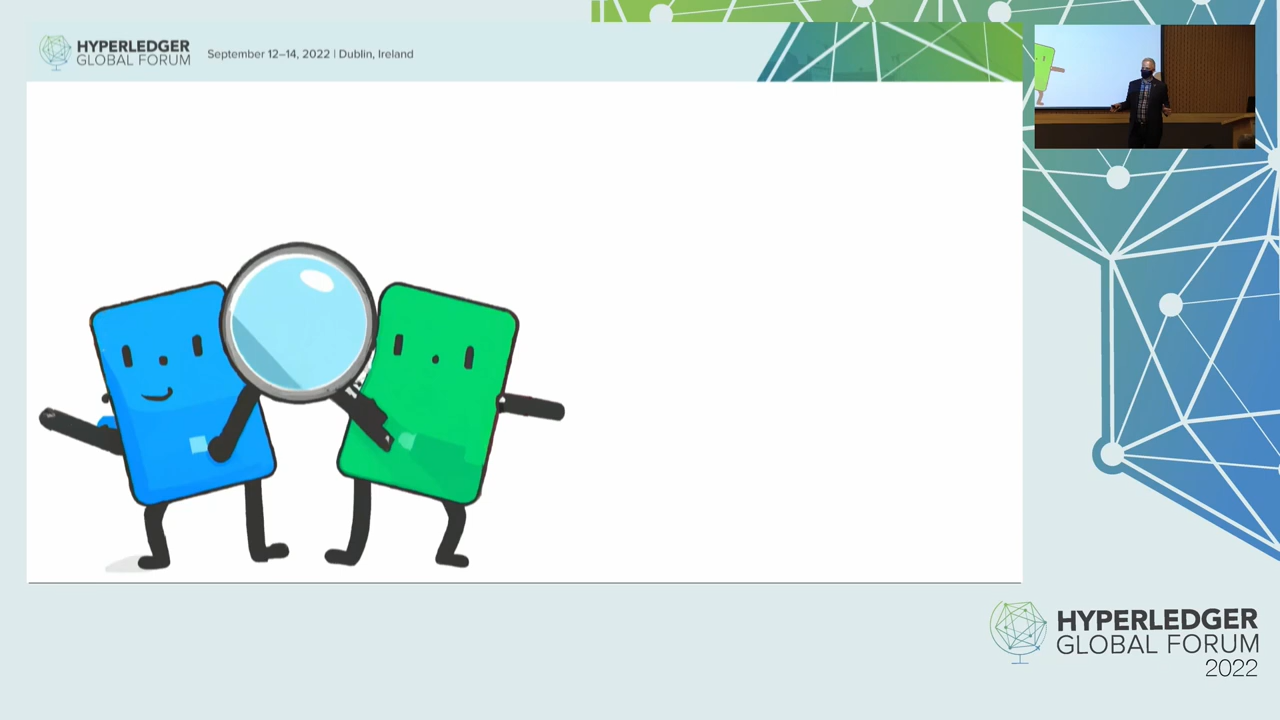 HYPERLEDGER
GLOBAL FORUM
September 12–14, 2022 | Dublin, Ireland
HYPERLEDGER
GLOBAL FORUM
2022